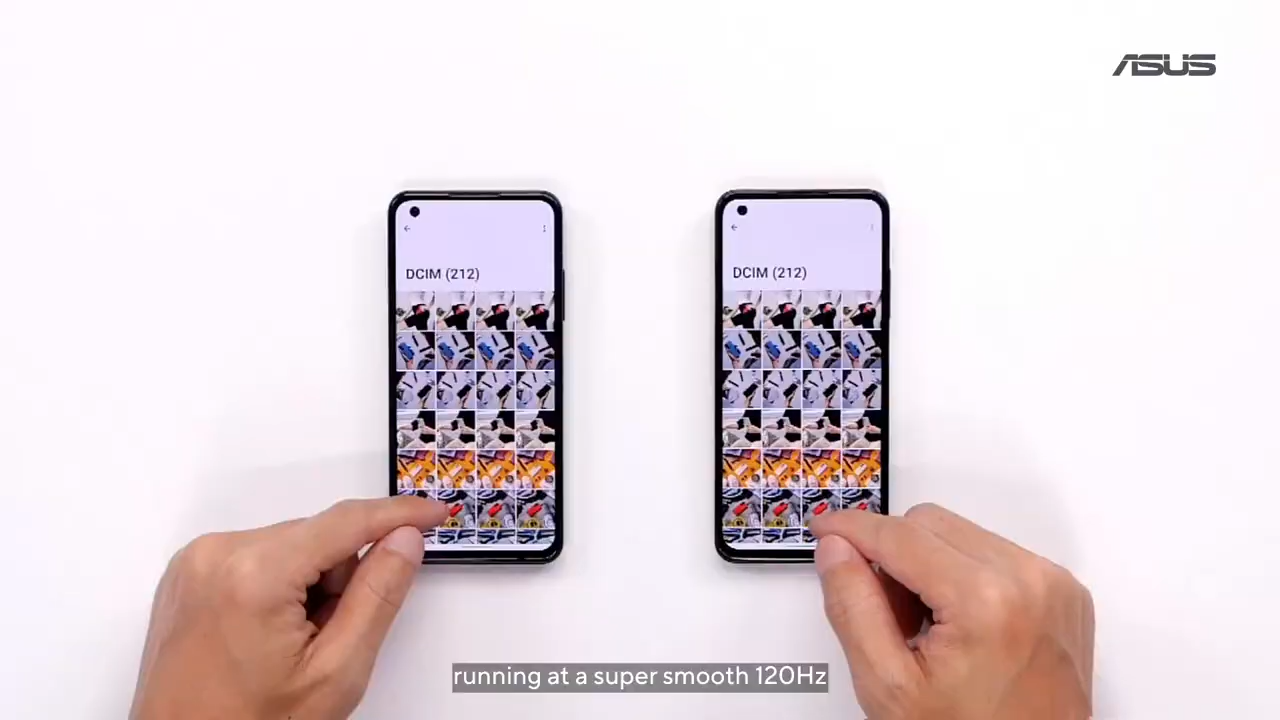 ASUS
DCIM (212)
DCIM (212)
running at a super smooth 120Hz